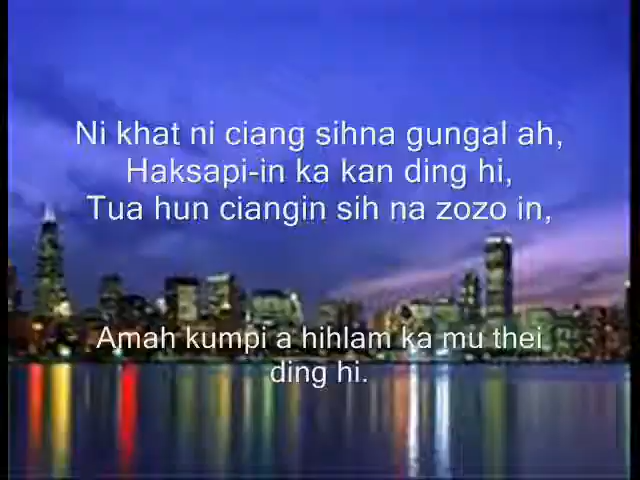 Ni khat ni ciang sihna gungal ah,
Haksapi-in ka kan ding hi,
Tua hun ciangin sih na zozo in,
Amah kumpi a hihlam ka mu thei
ding hi.